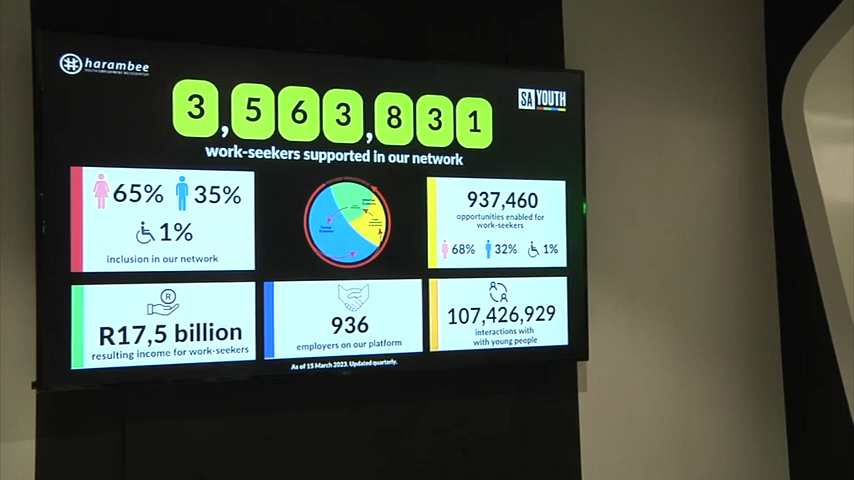 harambee
YOUTH EMPLOYMENT ACCELERATOR
SA YOUTH
3,563,831
work-seekers supported in our network
65% 35%
1%
inclusion in our network
937,460
opportunities enabled for
work-seekers
68% 32% 1%
R
R17,5 billion
resulting income for work-seekers
936
employers on our platform
107,426,929
interactions with
with young people
As of 15 March 2023. Updated quarterly.